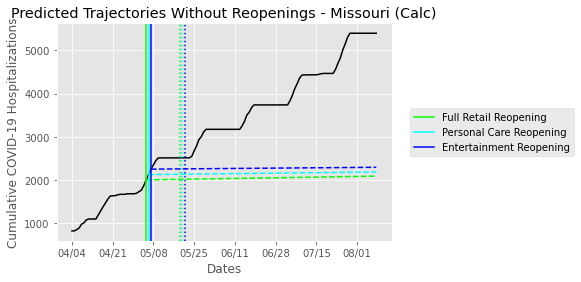 Predicted Trajectories Without Reopenings - Missouri (Calc)
Cumulative COVID-19 Hospitalizations
5000
4000
3000
2000
1000
04/04 04/21 05/08 05/25 06/11 06/28 07/15 08/01
Dates
Full Retail Reopening
Personal Care Reopening
Entertainment Reopening